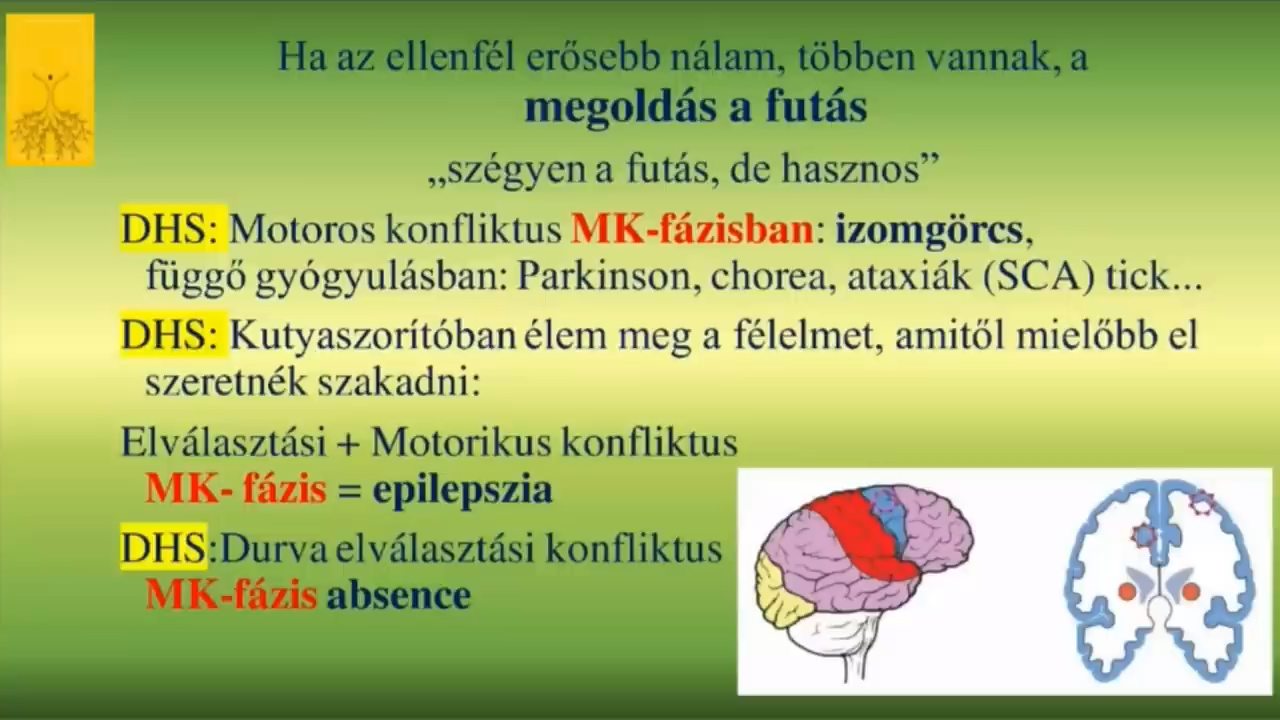 Ha az ellenfél erősebb nálam, többen vannak, a
megoldás a futás
„szégyen a futás, de hasznos”
DHS: Motoros konfliktus MK-fázisban: izomgörcs,
függő gyógyulásban: Parkinson, chorea, ataxiák (SCA) tick...
DHS: Kutyaszorítóban élem meg a félelmet, amitől mielőbb el
szeretnék szakadni:
Elválasztási + Motorikus konfliktus
MK- fázis = epilepszia
DHS:Durva elválasztási konfliktus
MK-fázis absence